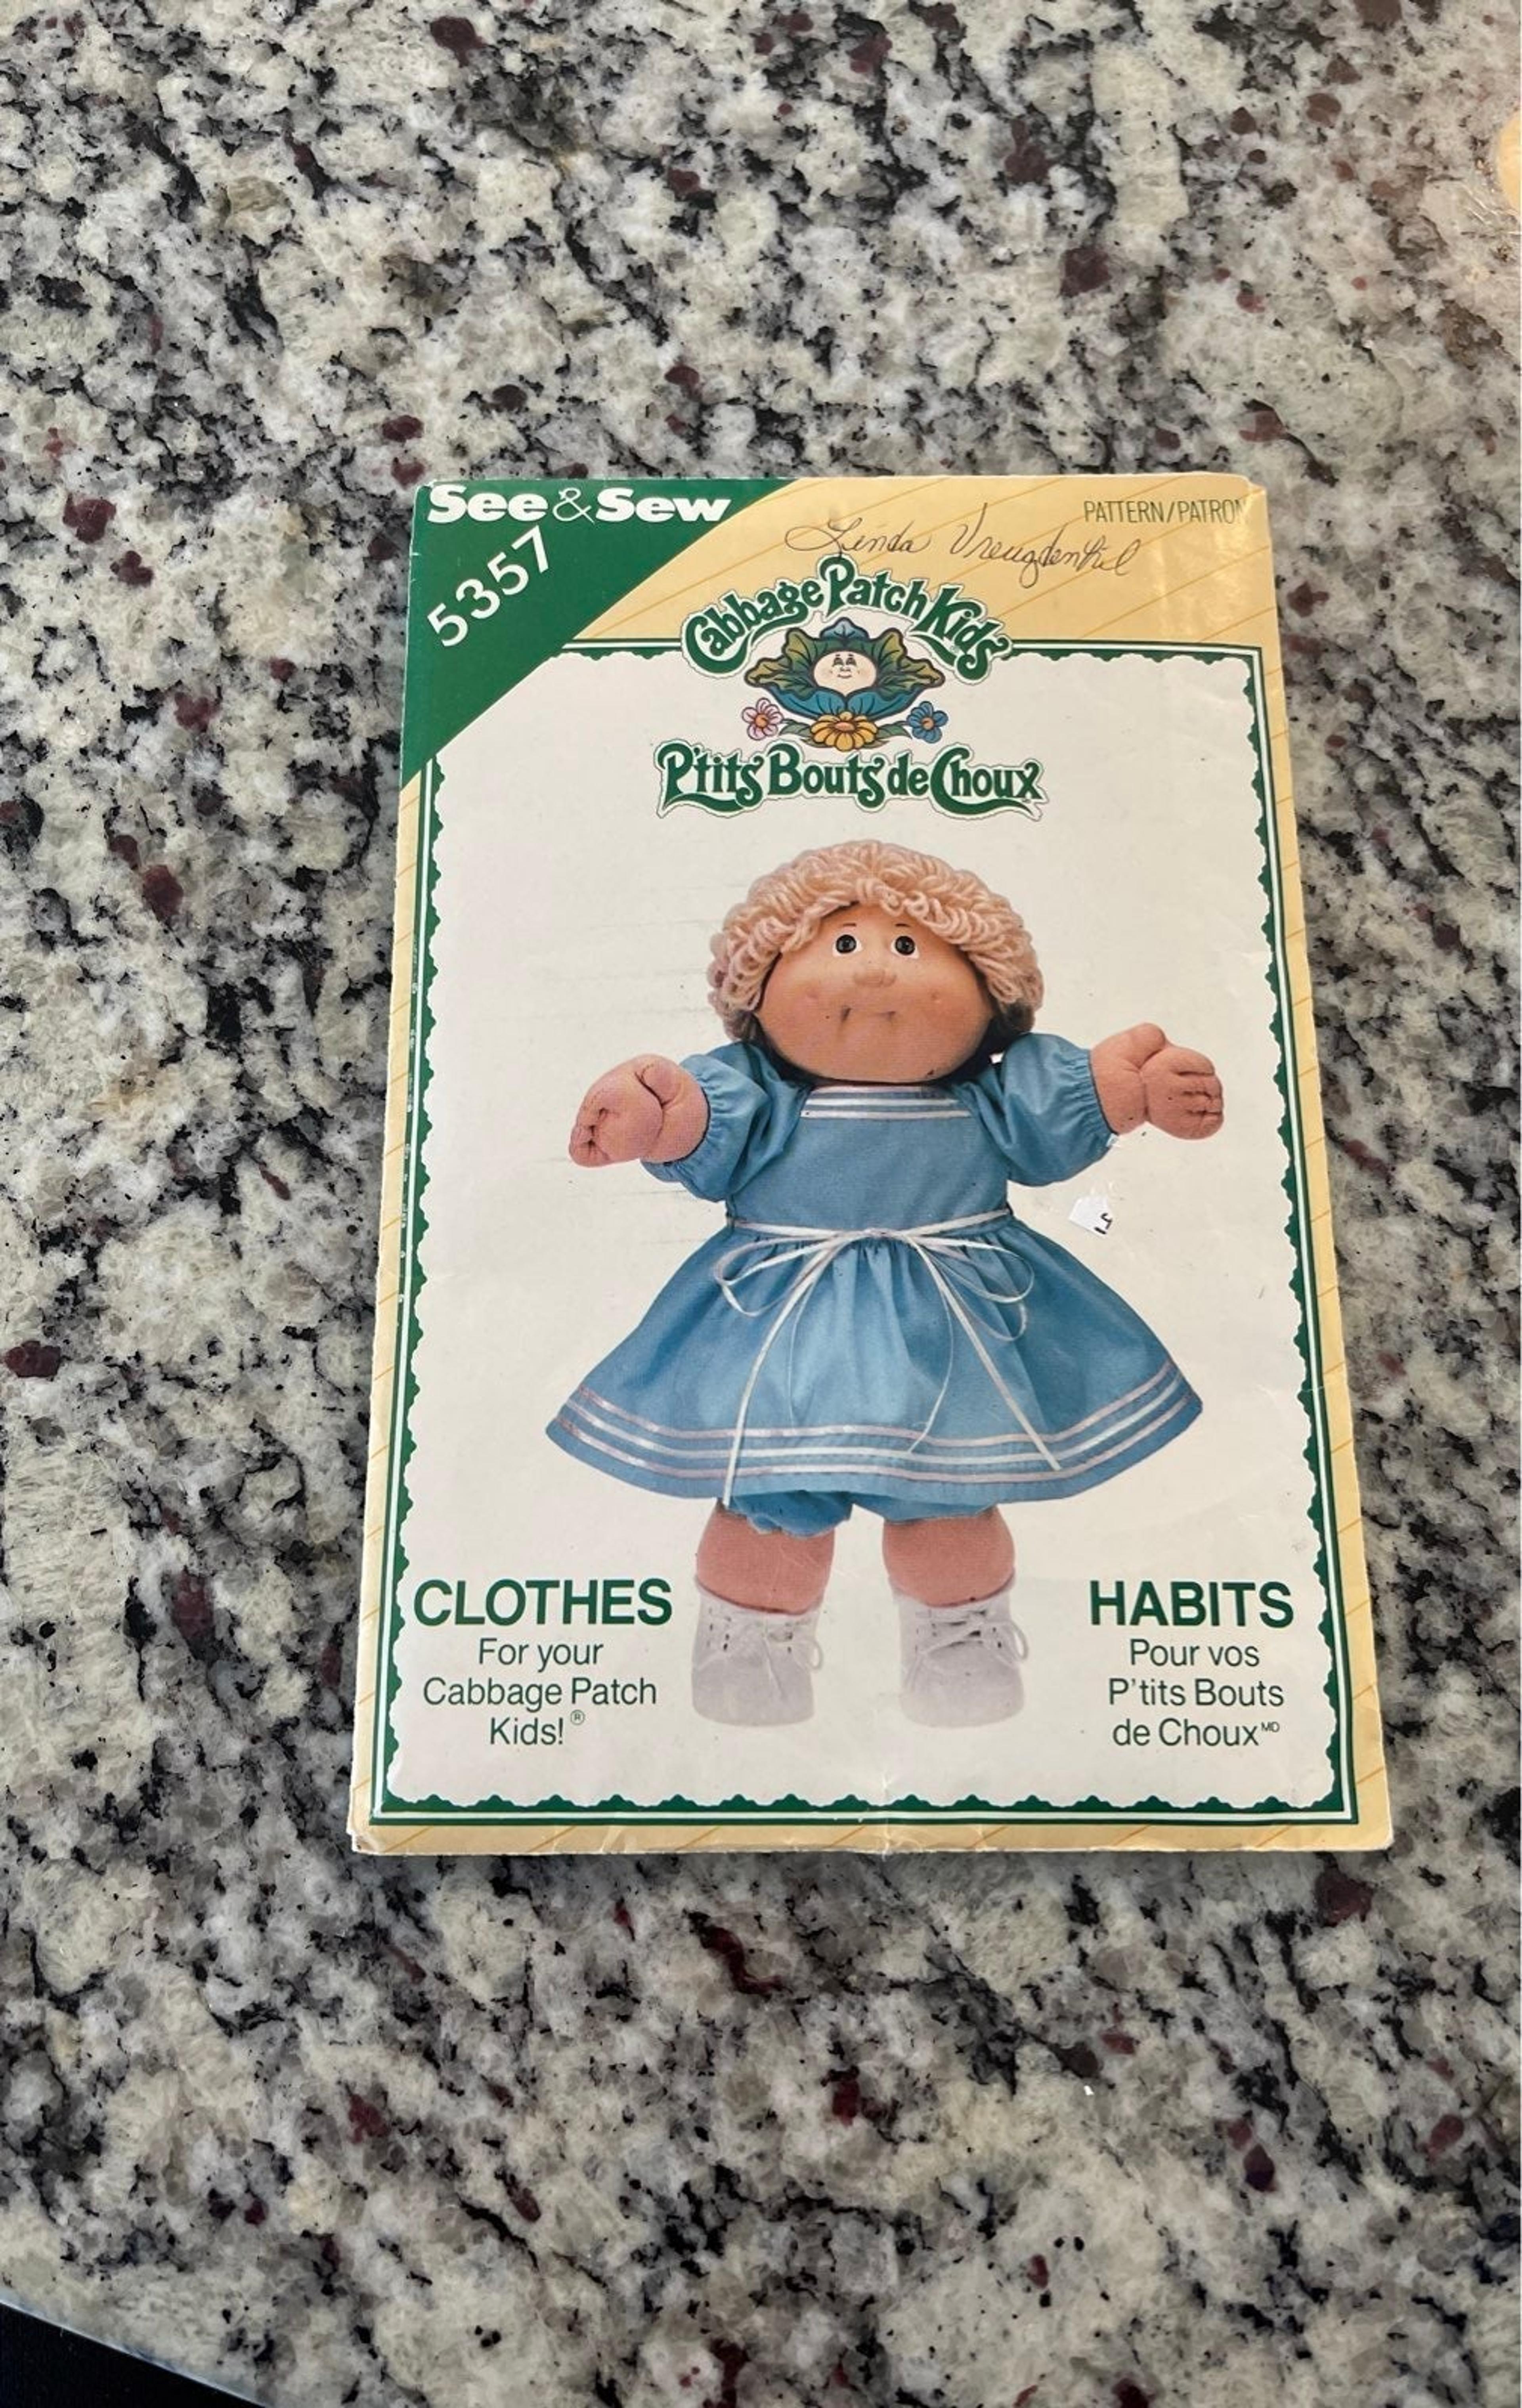 See & Sew
5357
PATTERN/PATRON
Linda Vreugdenhil
Cabbage Patch Kids
P'tits Bouts de Choux
CLOTHES
For your
Cabbage Patch
Kids!®
HABITS
Pour vos
P'tits Bouts
de Choux MD